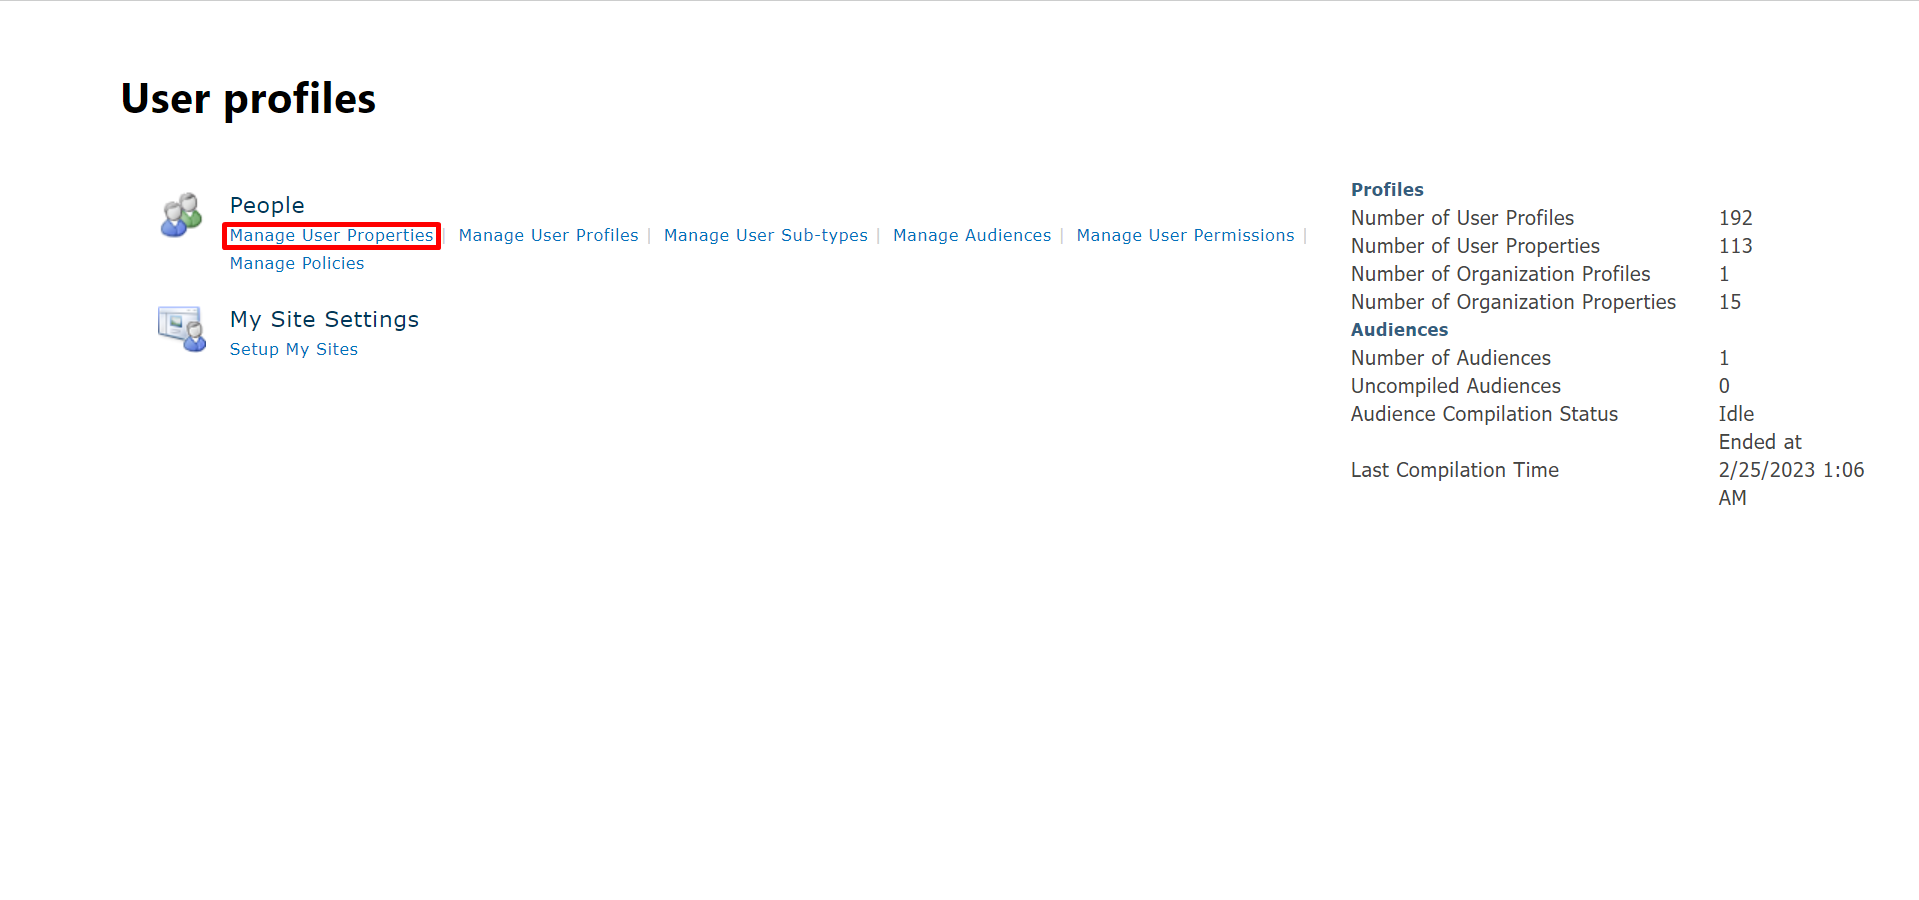 User profiles
People
Manage User Properties | Manage User Profiles | Manage User Sub-types | Manage Audiences | Manage User Permissions |
Manage Policies
My Site Settings
Setup My Sites
Profiles
Number of User Profiles 192
Number of User Properties 113
Number of Organization Profiles 1
Number of Organization Properties 15
Audiences
Number of Audiences 1
Uncompiled Audiences 0
Audience Compilation Status Idle
Ended at
Last Compilation Time 2/25/2023 1:06
AM